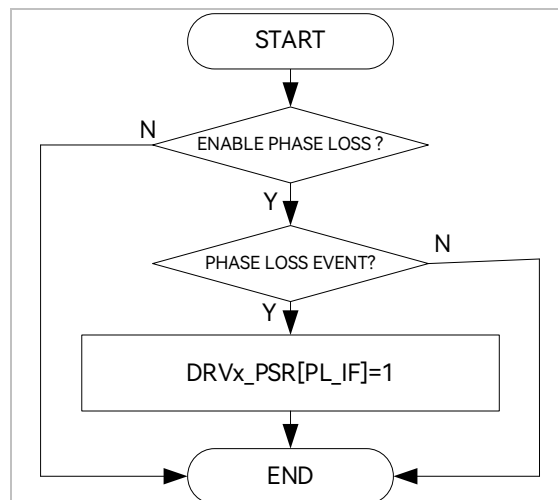 START
N
ENABLE PHASE LOSS ?
Y
N
PHASE LOSS EVENT?
Y
DRVx_PSR[PL_IF]=1
END